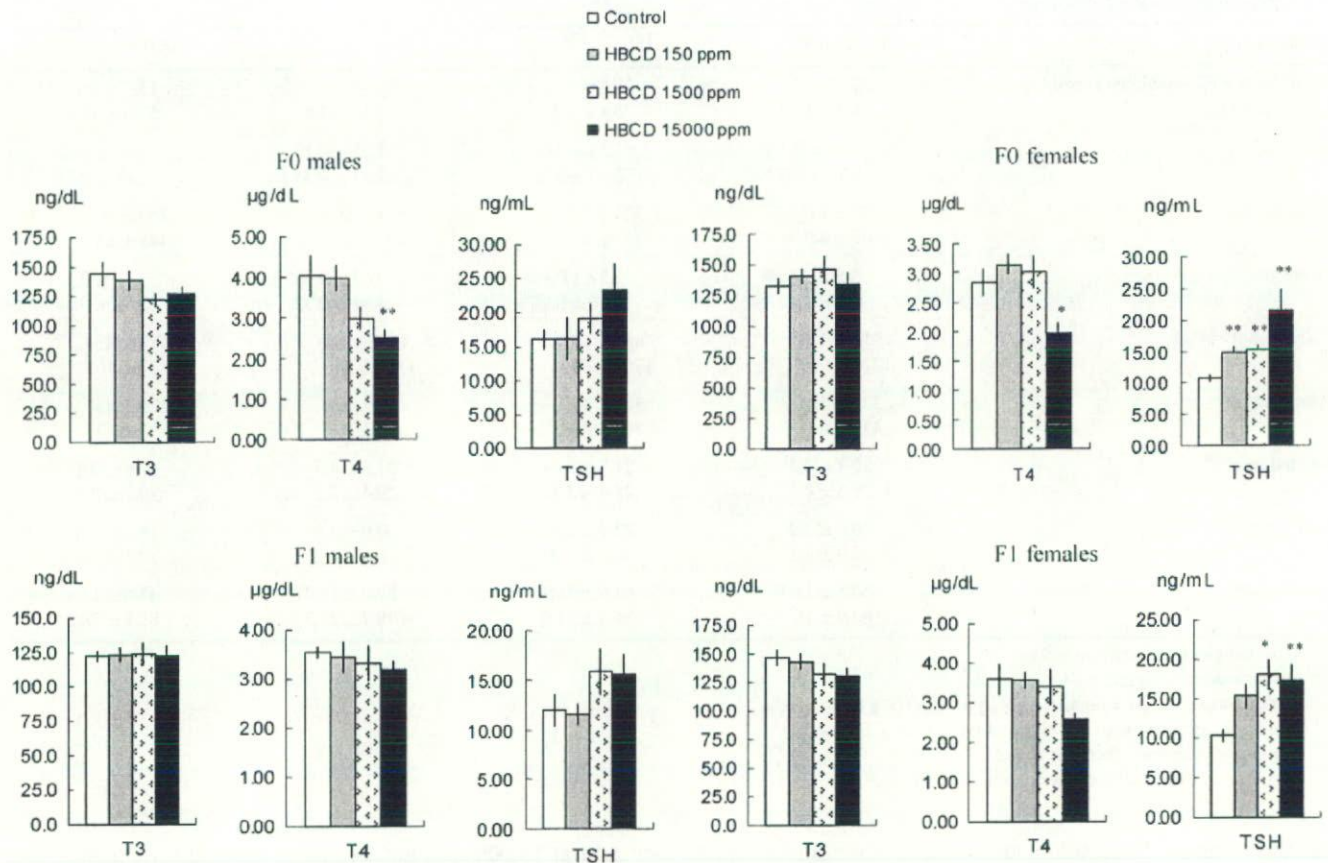 Control
HBCD 150 ppm
HBCD 1500 ppm
HBCD 15000 ppm
F0 males
F0 females
ng/dL
175.0
150.0
125.0
100.0
75.0
50.0
25.0
0.0
T3
µg/dL
5.00
4.00
3.00
2.00
1.00
0.00
**
T4
ng/mL
30.00
25.00
20.00
15.00
10.00
5.00
0.00
TSH
ng/dL
175.0
150.0
125.0
100.0
75.0
50.0
25.0
0.0
T3
µg/dL
3.50
3.00
2.50
2.00
1.50
1.00
0.50
0.00
*
T4
ng/mL
30.00
25.00
20.00
15.00
10.00
5.00
0.00
** ** **
TSH
F1 males
F1 females
ng/dL
150.0
125.0
100.0
75.0
50.0
25.0
0.0
T3
µg/dL
4.00
3.00
2.00
1.00
0.00
T4
ng/mL
20.00
15.00
10.00
5.00
0.00
TSH
ng/dL
175.0
150.0
125.0
100.0
75.0
50.0
25.0
0.0
T3
µg/dL
5.00
4.00
3.00
2.00
1.00
0.00
T4
ng/mL
25.00
20.00
15.00
10.00
5.00
0.00
* **
TSH